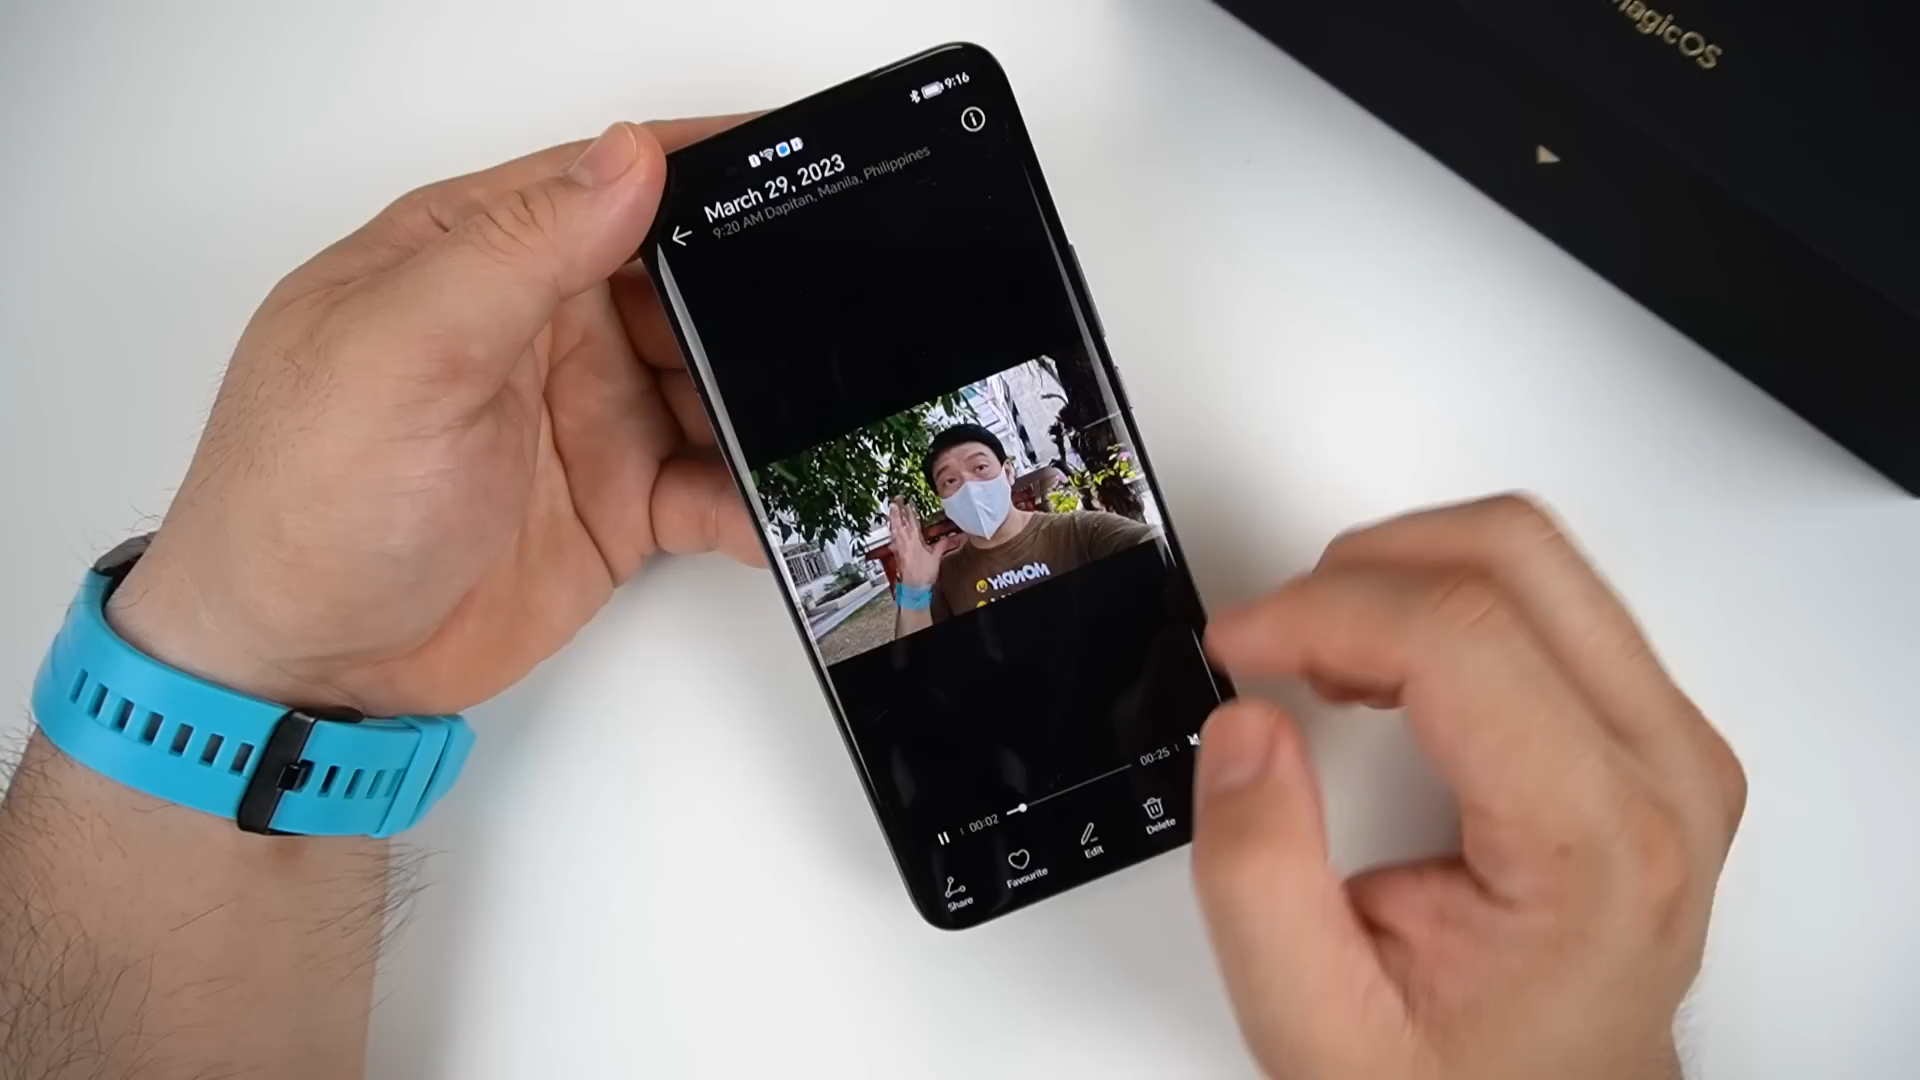 MagicOS
9:16
March 29, 2023
9:20 AM Dapitan, Manila, Philippines
MONDAY
00:02
00:25
Share
Favourite
Edit
Delete